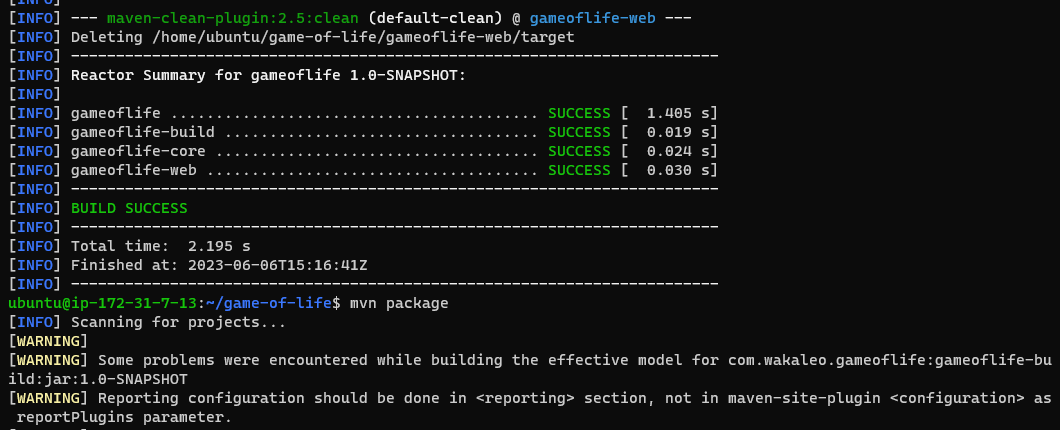 [INFO]
[INFO] --- maven-clean-plugin:2.5:clean (default-clean) @ gameoflife-web ---
[INFO] Deleting /home/ubuntu/game-of-life/gameoflife-web/target
[INFO] ------------------------------------------------------------------------
[INFO] Reactor Summary for gameoflife 1.0-SNAPSHOT:
[INFO]
[INFO] gameoflife ......................................... SUCCESS [  1.405 s]
[INFO] gameoflife-build ................................... SUCCESS [  0.019 s]
[INFO] gameoflife-core .................................... SUCCESS [  0.024 s]
[INFO] gameoflife-web ..................................... SUCCESS [  0.030 s]
[INFO] ------------------------------------------------------------------------
[INFO] BUILD SUCCESS
[INFO] ------------------------------------------------------------------------
[INFO] Total time:  2.195 s
[INFO] Finished at: 2023-06-06T15:16:41Z
[INFO] ------------------------------------------------------------------------
ubuntu@ip-172-31-7-13:~/game-of-life$ mvn package
[INFO] Scanning for projects...
[WARNING]
[WARNING] Some problems were encountered while building the effective model for com.wakaleo.gameoflife:gameoflife-bu
ild:jar:1.0-SNAPSHOT
[WARNING] Reporting configuration should be done in <reporting> section, not in maven-site-plugin <configuration> as
 reportPlugins parameter.